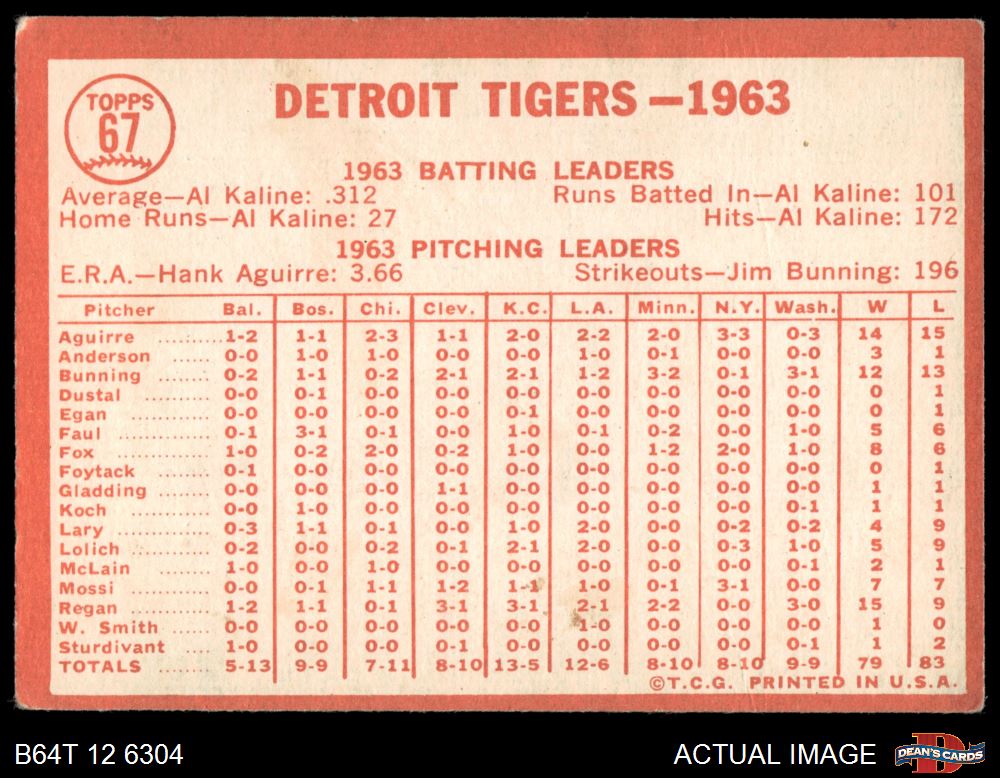 TOPPS
67
DETROIT TIGERS—1963
1963 BATTING LEADERS
Average—Al Kaline: .312 Runs Batted In—Al Kaline: 101
Home Runs—Al Kaline: 27 Hits—Al Kaline: 172
1963 PITCHING LEADERS
E.R.A.—Hank Aguirre: 3.66 Strikeouts—Jim Bunning: 196
Pitcher Bal. Bos. Chi. Clev. K.C. L.A. Minn. N.Y. Wash. W L
Aguirre 1-2 1-1 2-3 1-1 2-0 2-2 2-0 3-3 0-3 14 15
Anderson 0-0 1-0 1-0 0-0 0-0 1-0 0-1 0-0 0-0 3 1
Bunning 0-2 1-1 0-2 2-1 2-1 1-2 3-2 0-1 3-1 12 13
Dustal 0-0 0-1 0-0 0-0 0-0 0-0 0-0 0-0 0-0 0 1
Egan 0-0 0-0 0-0 0-0 0-1 0-0 0-0 0-0 0-0 0 1
Faul 0-1 3-1 0-1 0-0 1-0 0-1 0-2 0-0 1-0 5 6
Fox 1-0 0-2 2-0 0-2 1-0 0-0 1-2 2-0 1-0 8 6
Foytack 0-1 0-0 0-0 0-0 0-0 0-0 0-0 0-0 0-0 0 1
Gladding 0-0 0-0 0-0 1-1 0-0 0-0 0-0 0-0 0-0 1 1
Koch 0-0 1-0 0-0 0-0 0-0 0-0 0-0 0-0 0-1 1 1
Lary 0-3 1-1 0-1 0-0 1-0 2-0 0-0 0-2 0-2 4 9
Lolich 0-2 0-0 0-2 0-1 2-1 2-0 0-0 0-3 1-0 5 9
McLain 1-0 0-0 1-0 0-0 0-0 0-0 0-0 0-0 0-1 2 1
Mossi 0-0 0-1 1-1 1-2 1-1 1-0 0-1 3-1 0-0 7 7
Regan 1-2 1-1 0-1 3-1 3-1 2-1 2-2 0-0 3-0 15 9
W. Smith 0-0 0-0 0-0 0-0 0-0 1-0 0-0 0-0 0-0 1 0
Sturdivant 1-0 0-0 0-0 0-1 0-0 0-0 0-0 0-0 0-1 1 2
TOTALS 5-13 9-9 7-11 8-10 13-5 12-6 8-10 8-10 9-9 79 83
©T.C.G. PRINTED IN U.S.A.
B64T 12 6304 ACTUAL IMAGE DEAN'S CARDS